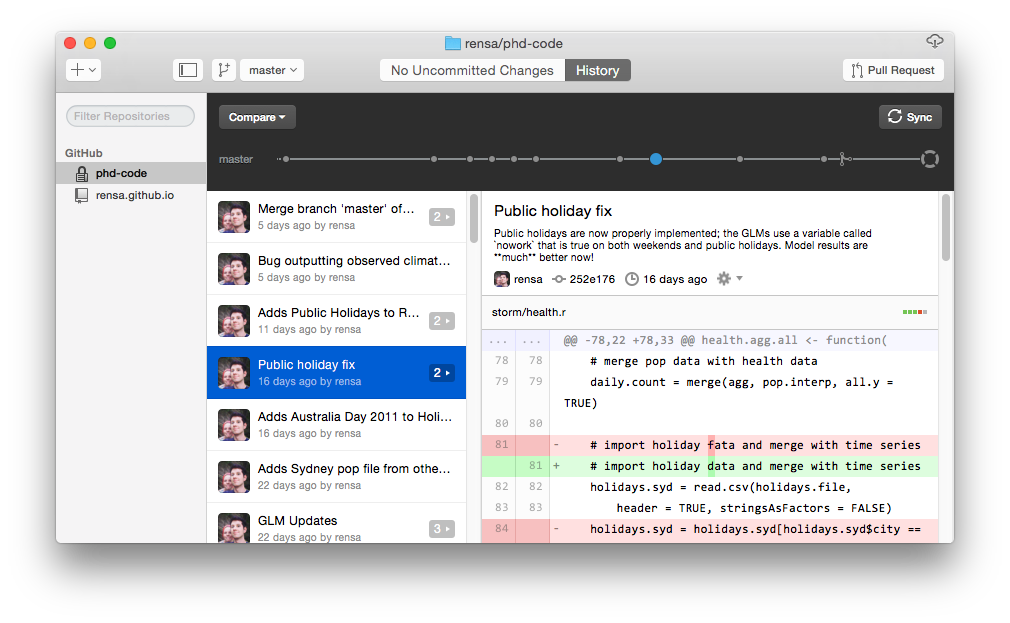 rensa/phd-code
master
No Uncommitted Changes
History
Pull Request
Filter Repositories
GitHub
phd-code
rensa.github.io
Compare
Sync
master
Merge branch 'master' of...
5 days ago by rensa
2
Bug outputting observed climat...
5 days ago by rensa
Adds Public Holidays to R...
11 days ago by rensa
2
Public holiday fix
16 days ago by rensa
2
Adds Australia Day 2011 to Holi...
16 days ago by rensa
Adds Sydney pop file from othe...
22 days ago by rensa
GLM Updates
22 days ago by rensa
3
Public holiday fix
Public holidays are now properly implemented; the GLMs use a variable called
`nowork` that is true on both weekends and public holidays. Model results are
**much** better now!
rensa 252e176 16 days ago
storm/health.r
... ... @@ -78,22 +78,33 @@ health.agg.all <- function(
78 78 # merge pop data with health data
79 79 daily.count = merge(agg, pop.interp, all.y =
TRUE)
80 80
81 - # import holiday fata and merge with time series
81 + # import holiday data and merge with time series
82 82 holidays.syd = read.csv(holidays.file,
83 83 header = TRUE, stringsAsFactors = FALSE)
84 - holidays.syd = holidays.syd[holidays.syd$city ==